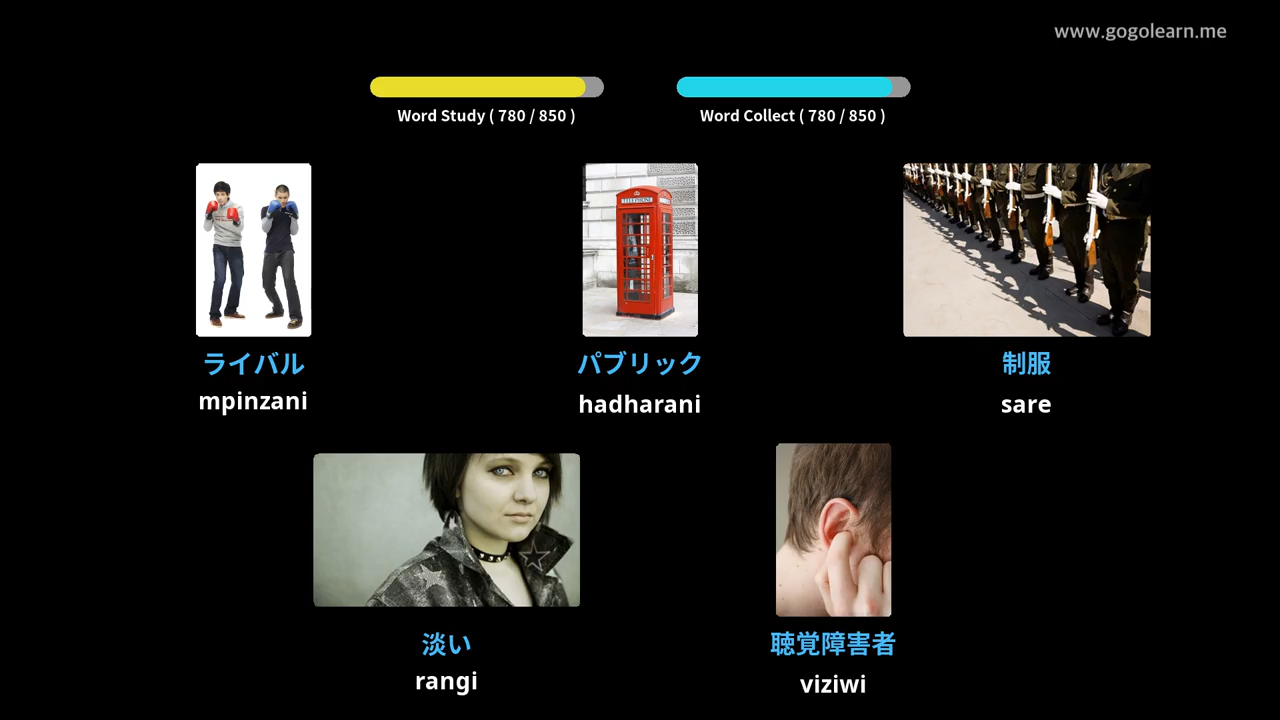 www.gogolearn.me
Word Study ( 780 / 850 )
Word Collect ( 780 / 850 )
TELEPHONE
ライバル
パブリック
制服
mpinzani
hadharani
sare
淡い
聴覚障害者
rangi
viziwi